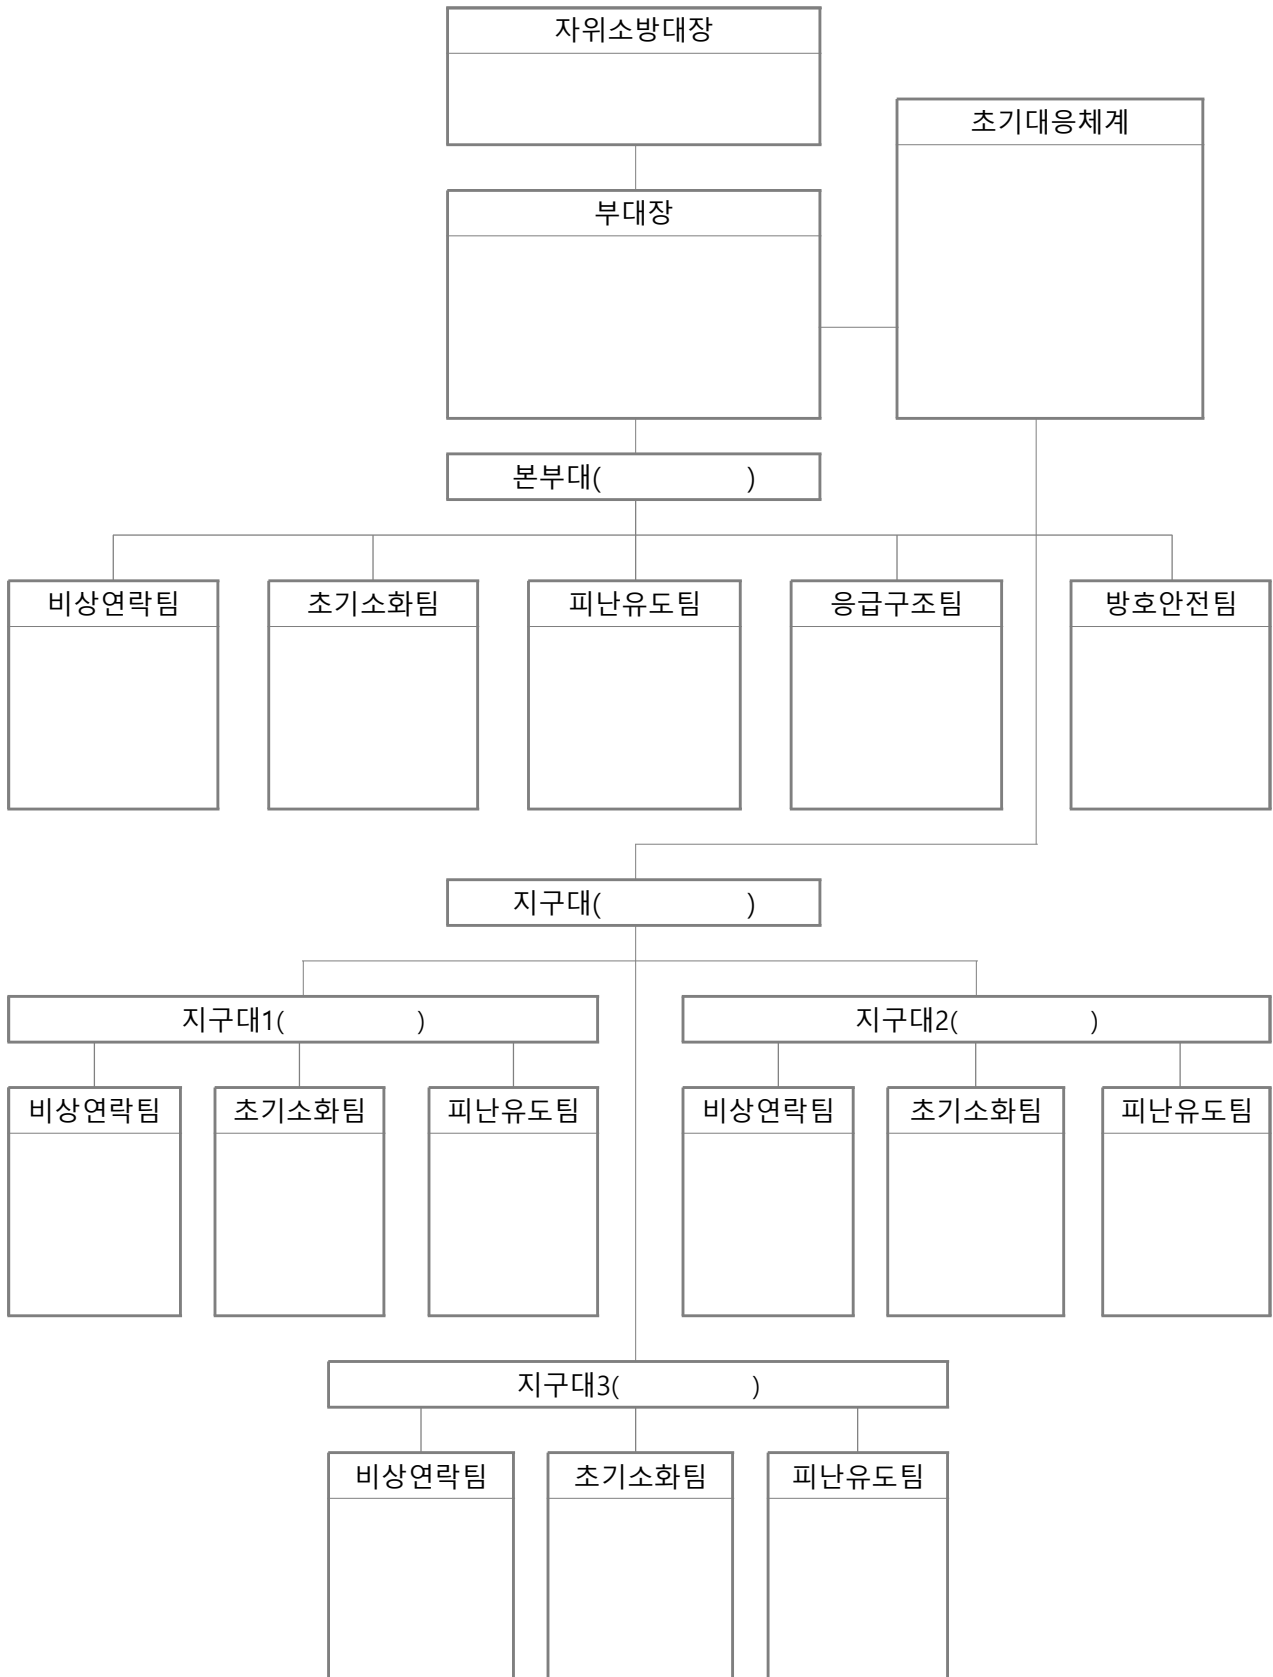 자위소방대장
초기대응체계
부대장
본부대( )
비상연락팀 초기소화팀 피난유도팀 응급구조팀 방호안전팀
지구대( )
지구대1( ) 지구대2( )
비상연락팀 초기소화팀 피난유도팀 비상연락팀 초기소화팀 피난유도팀
지구대3( )
비상연락팀 초기소화팀 피난유도팀